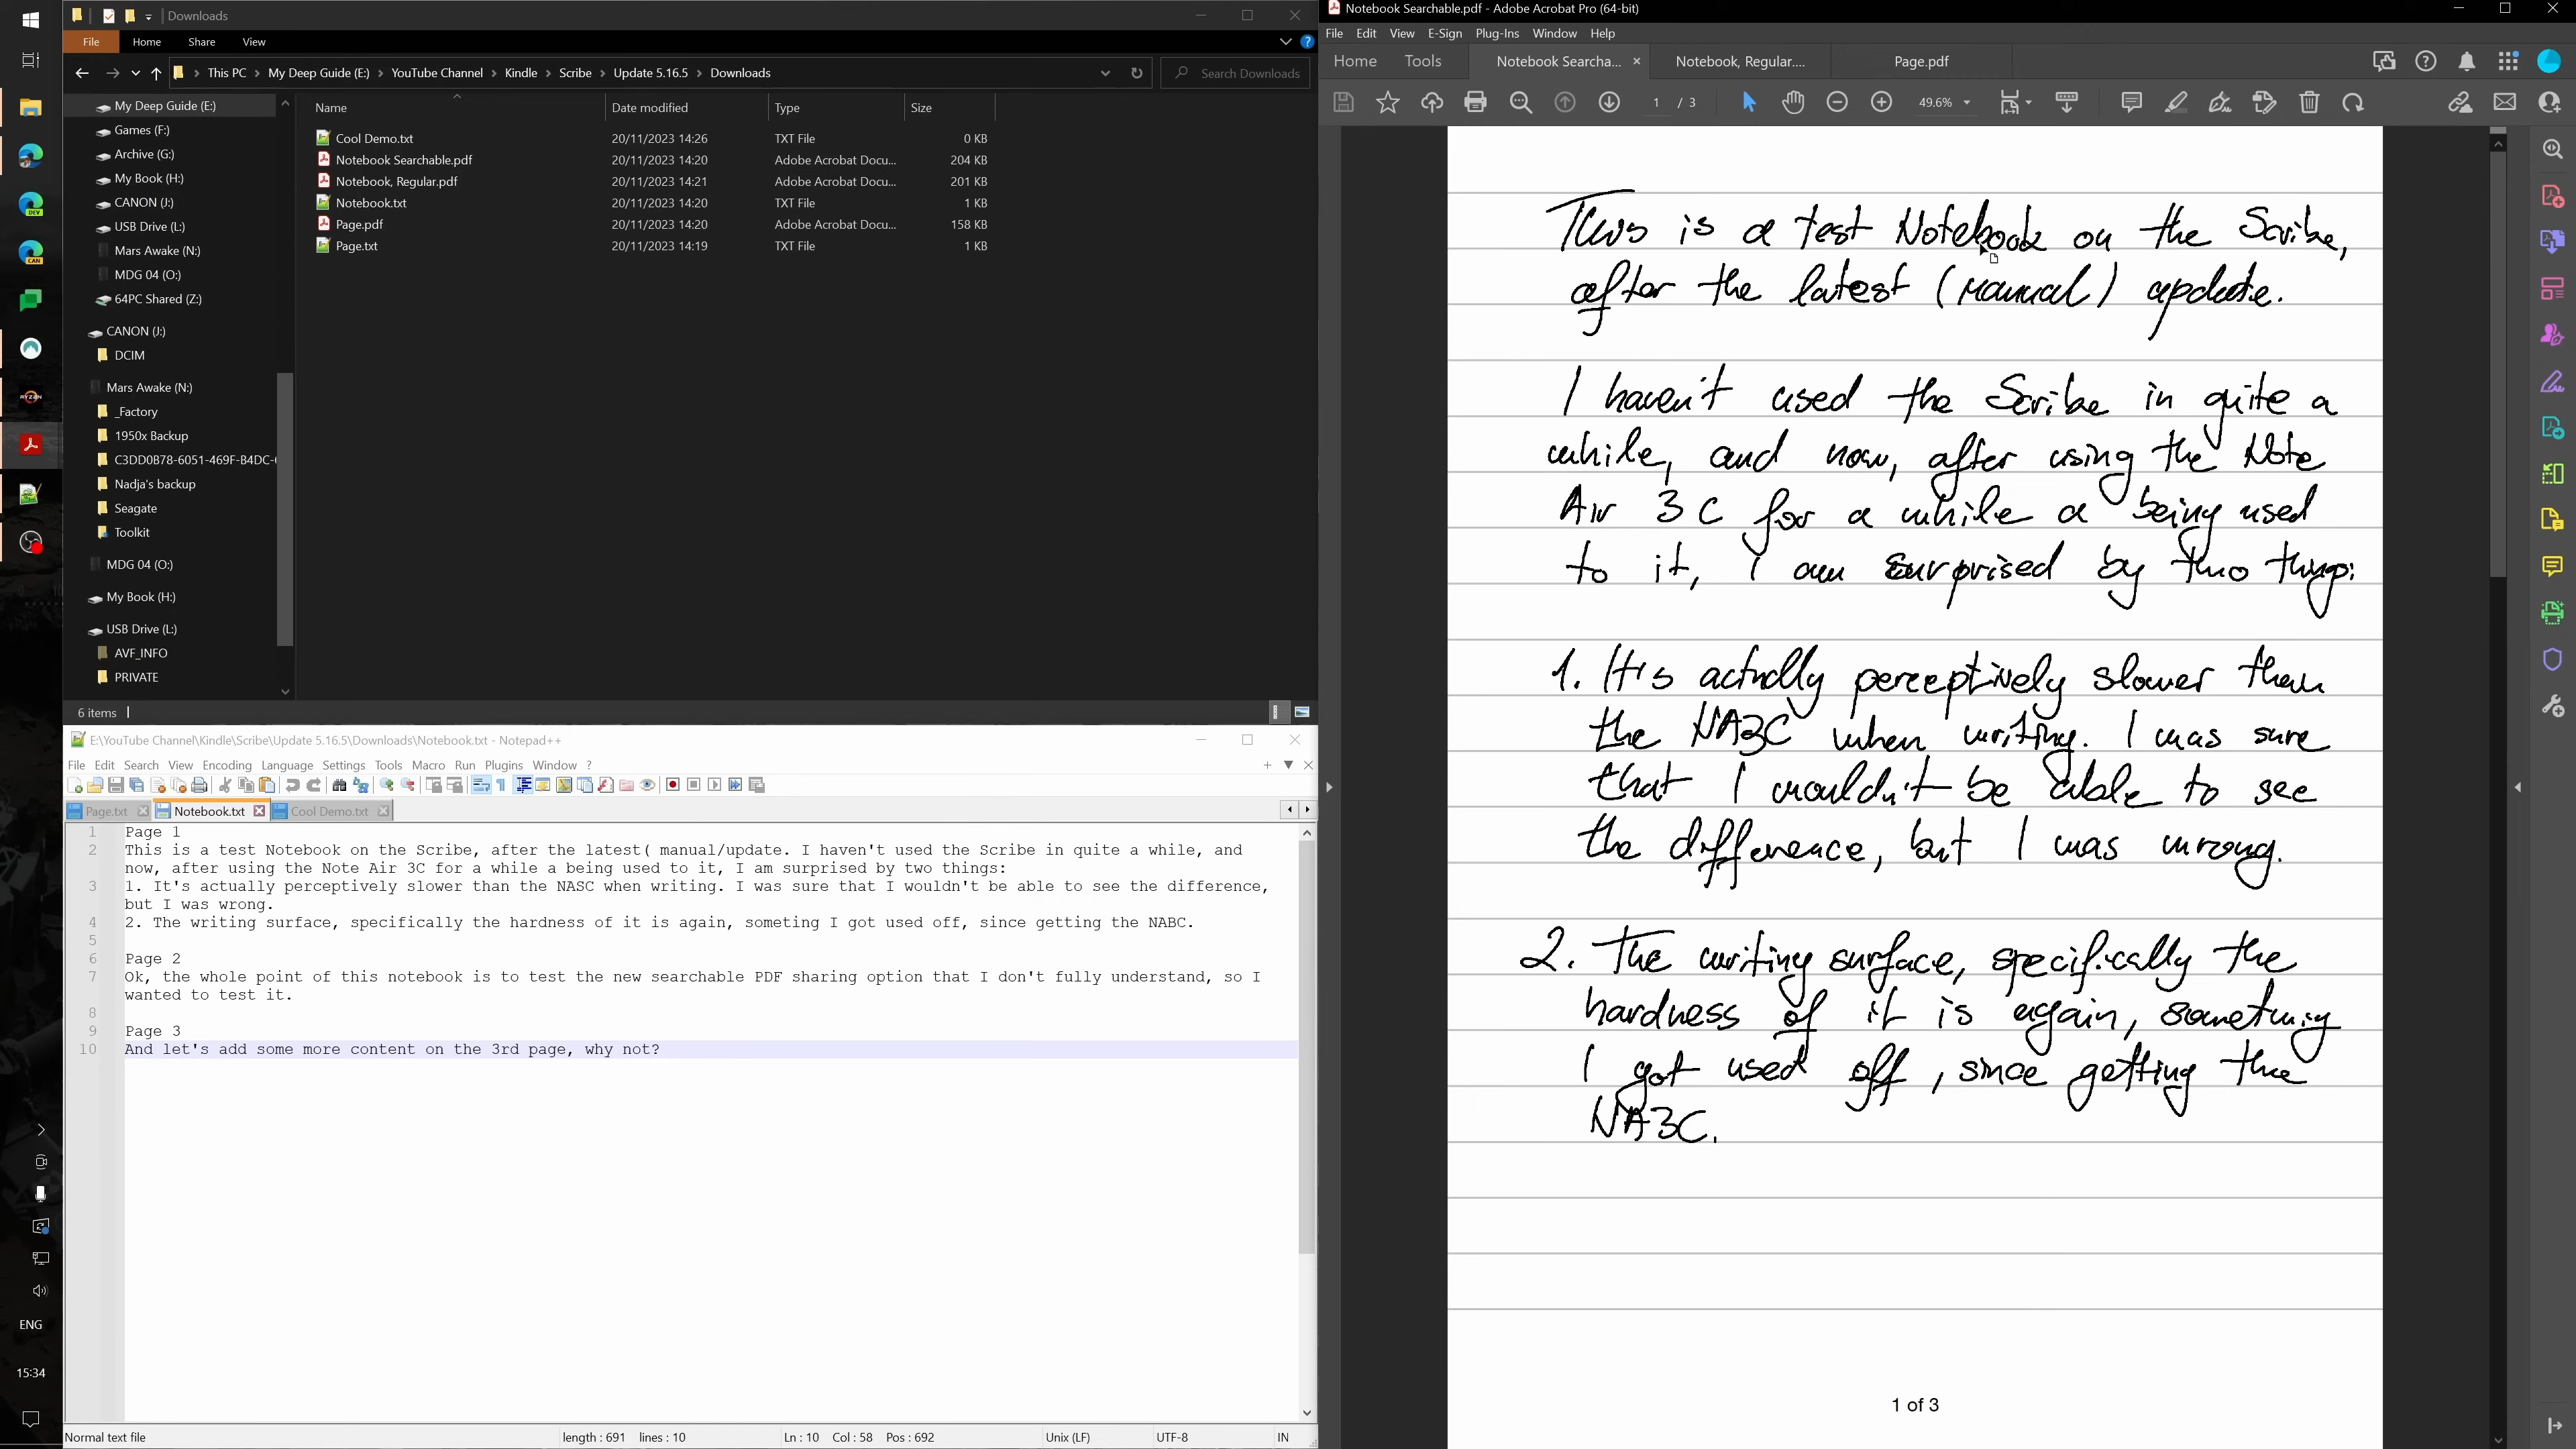 Downloads
File Home Share View
This PC > My Deep Guide (E:) > YouTube Channel > Kindle > Scribe > Update 5.16.5 > Downloads
Search Downloads
My Deep Guide (E:)
Games (F:)
Archive (G:)
My Book (H:)
CANON (J:)
USB Drive (L:)
Mars Awake (N:)
MDG 04 (O:)
64PC Shared (Z:)
CANON (J:)
DCIM
Mars Awake (N:)
_Factory
1950x Backup
C3DD0B78-6051-469F-B4DC-
Nadja's backup
Seagate
Toolkit
MDG 04 (O:)
My Book (H:)
USB Drive (L:)
AVF_INFO
PRIVATE
Name Date modified Type Size
Cool Demo.txt 20/11/2023 14:26 TXT File 0 KB
Notebook Searchable.pdf 20/11/2023 14:20 Adobe Acrobat Docu... 204 KB
Notebook, Regular.pdf 20/11/2023 14:21 Adobe Acrobat Docu... 201 KB
Notebook.txt 20/11/2023 14:20 TXT File 1 KB
Page.pdf 20/11/2023 14:20 Adobe Acrobat Docu... 158 KB
Page.txt 20/11/2023 14:19 TXT File 1 KB
6 items
E:\YouTube Channel\Kindle\Scribe\Update 5.16.5\Downloads\Notebook.txt - Notepad++
File Edit Search View Encoding Language Settings Tools Macro Run Plugins Window ?
Page.txt Notebook.txt Cool Demo.txt
1 Page 1
2 This is a test Notebook on the Scribe, after the latest( manual/update. I haven't used the Scribe in quite a while, and
now, after using the Note Air 3C for a while a being used to it, I am surprised by two things:
3 1. It's actually perceptively slower than the NASC when writing. I was sure that I wouldn't be able to see the difference,
but I was wrong.
4 2. The writing surface, specifically the hardness of it is again, someting I got used off, since getting the NABC.
5
6 Page 2
7 Ok, the whole point of this notebook is to test the new searchable PDF sharing option that I don't fully understand, so I
wanted to test it.
8
9 Page 3
10 And let's add some more content on the 3rd page, why not?
Normal text file length : 691 lines : 10 Ln : 10 Col : 58 Pos : 692 Unix (LF) UTF-8 IN
ENG
15:34
RYZEN
DEV
CAN
Notebook Searchable.pdf - Adobe Acrobat Pro (64-bit)
File Edit View E-Sign Plug-Ins Window Help
Home Tools Notebook Searcha... Notebook, Regular.... Page.pdf
1 / 3 49.6%
This is a test Notebook on the Scribe,
after the latest (manual) update.
I haven't used the Scribe in quite a
while, and now, after using the Note
Air 3C for a while a being used
to it, I am surprised by two things:
1. It's actually perceptively slower than
the NA3C when writing. I was sure
that I wouldn't be able to see
the difference, but I was wrong.
2. The writing surface, specifically the
hardness of it is again, someting
I got used off, since getting the
NA3C.
1 of 3